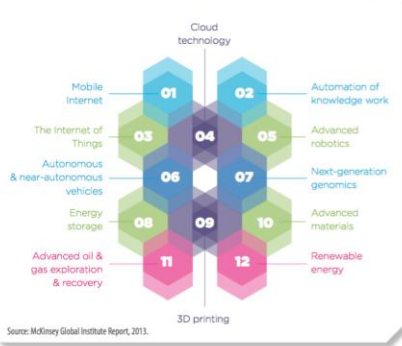 Cloud
technology
Mobile
Internet
01
02
Automation of
knowledge work
The Internet of
Things
03
04
05
Advanced
robotics
Autonomous
& near-autonomous
vehicles
06
07
Next-generation
genomics
Energy
storage
08
09
10
Advanced
materials
Advanced oil &
gas exploration
& recovery
11
12
Renewable
energy
3D printing
Source: McKinsey Global Institute Report, 2013.